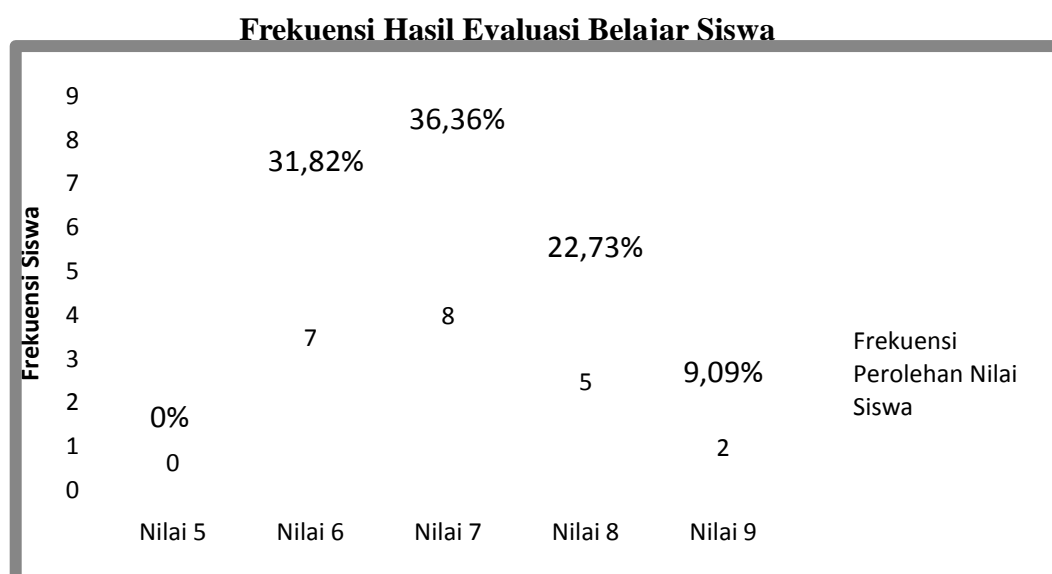 Frekuensi Hasil Evaluasi Belajar Siswa
9
8
7
6
5
4
3
2
1
0
Frekuensi Siswa
0%
31,82%
36,36%
22,73%
9,09%
0
7
8
5
2
Nilai 5
Nilai 6
Nilai 7
Nilai 8
Nilai 9
Frekuensi
Perolehan Nilai
Siswa